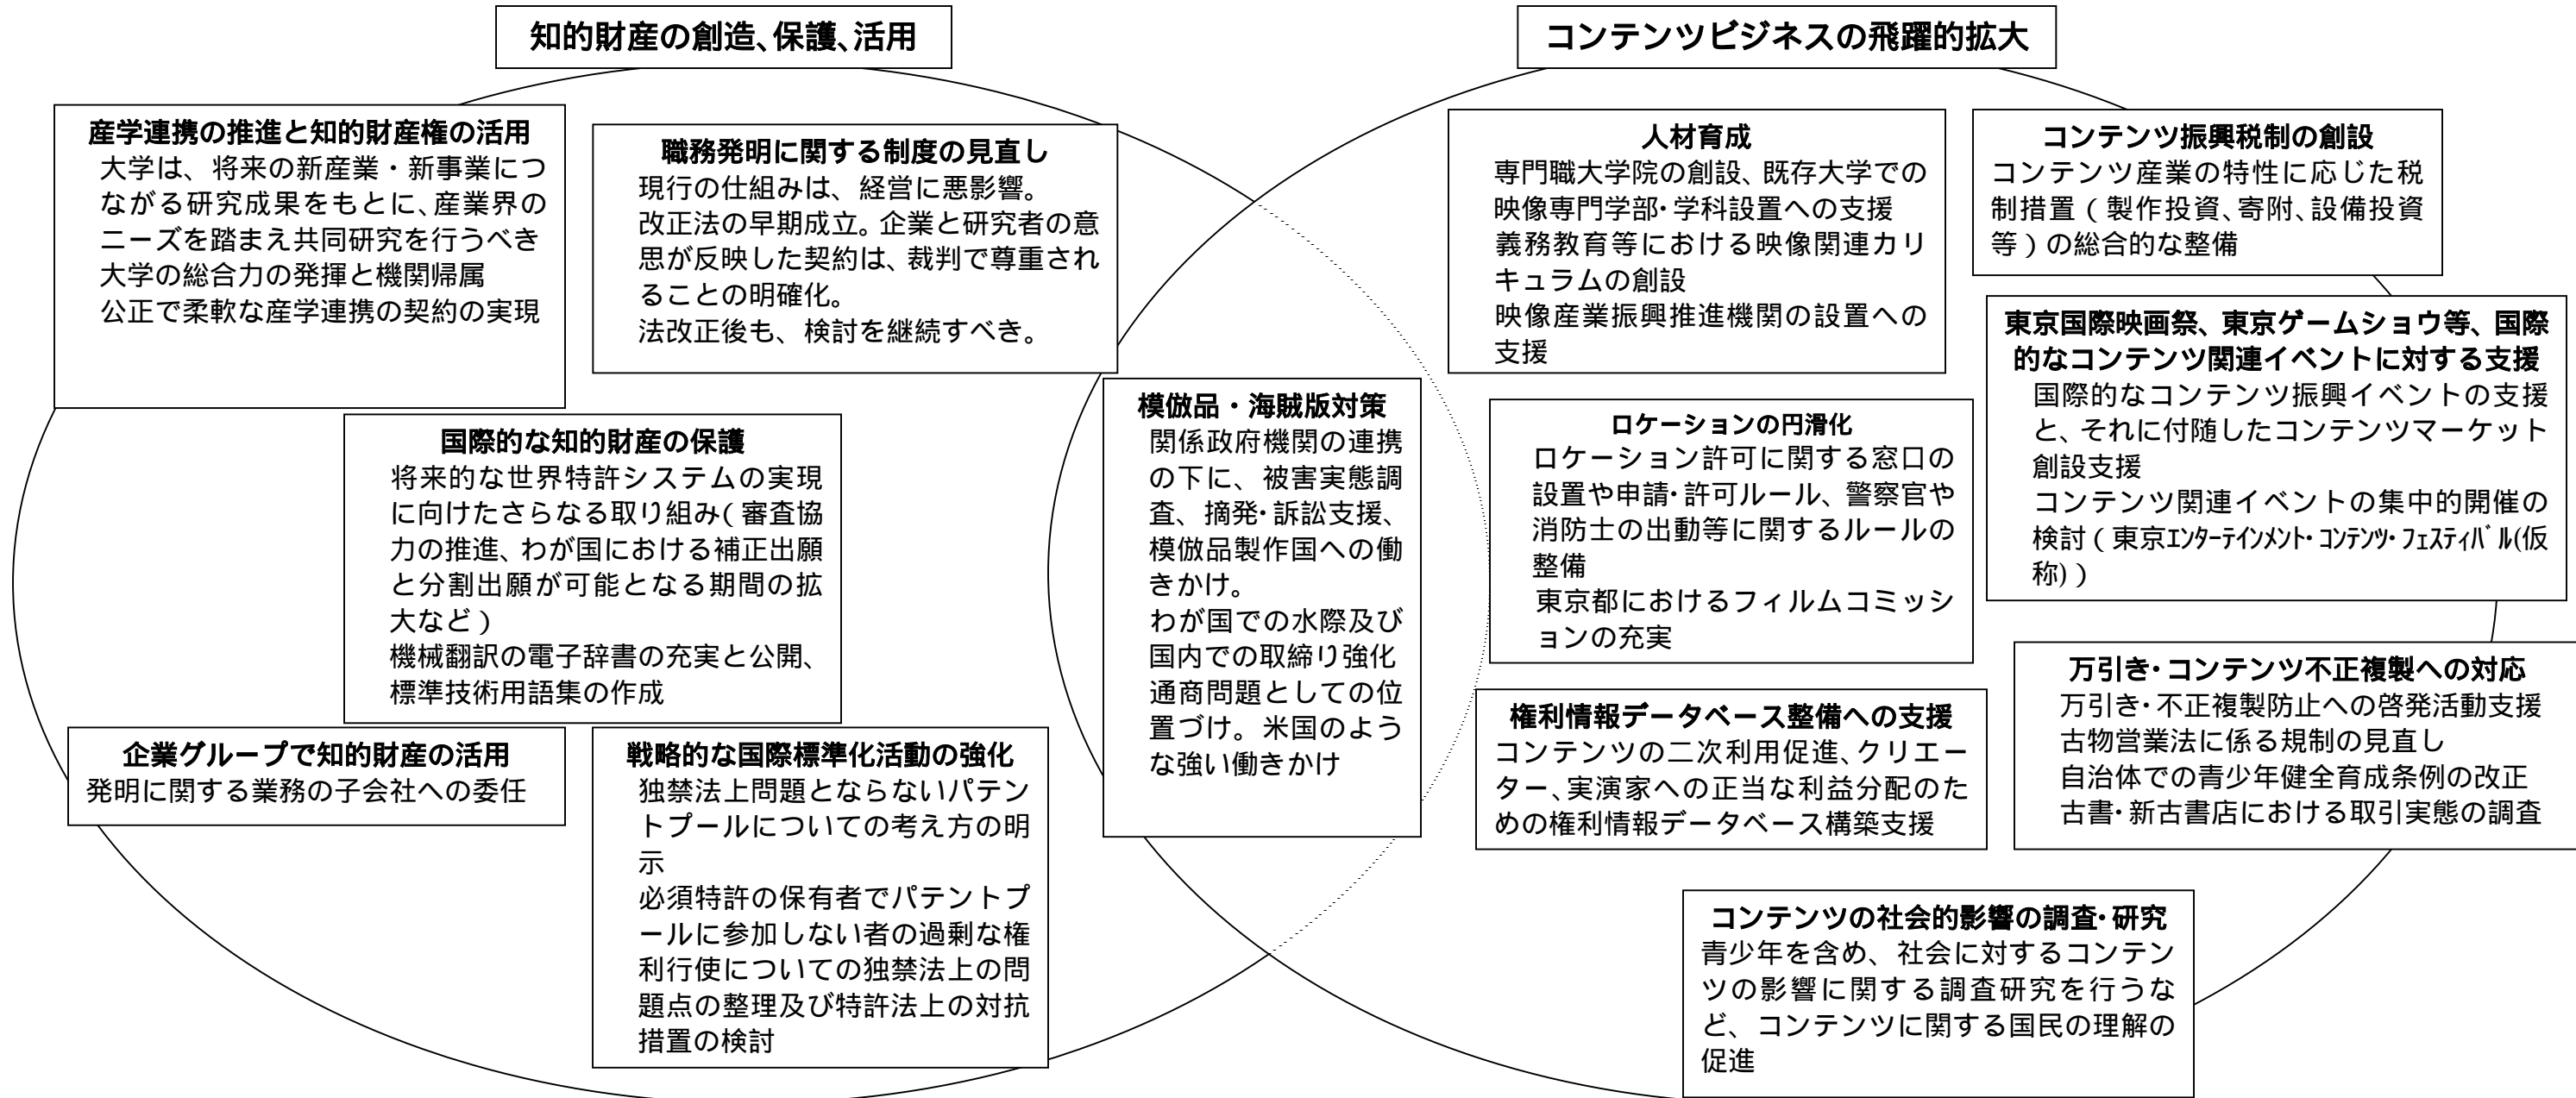 知的財産の創造、保護、活用
産学連携の推進と知的財産権の活用
大学は、将来の新産業・新事業につ
ながる研究成果をもとに、産業界の
ニーズを踏まえ共同研究を行うべき
大学の総合力の発揮と機関帰属
公正で柔軟な産学連携の契約の実現
職務発明に関する制度の見直し
現行の仕組みは、経営に悪影響。
改正法の早期成立。企業と研究者の意
思が反映した契約は、裁判で尊重され
ることの明確化。
法改正後も、検討を継続すべき。
国際的な知的財産の保護
将来的な世界特許システムの実現
に向けたさらなる取り組み(審査協
力の推進、わが国における補正出願
と分割出願が可能となる期間の拡
大など)
機械翻訳の電子辞書の充実と公開、
標準技術用語集の作成
企業グループで知的財産の活用
発明に関する業務の子会社への委任
戦略的な国際標準化活動の強化
独禁法上問題とならないパテン
トプールについての考え方の明
示
必須特許の保有者でパテントプ
ールに参加しない者の過剰な権
利行使についての独禁法上の問
題点の整理及び特許法上の対抗
措置の検討
模倣品・海賊版対策
関係政府機関の連携
の下に、被害実態調
査、摘発・訴訟支援、
模倣品製作国への働
きかけ。
わが国での水際及び
国内での取締り強化
通商問題としての位
置づけ。米国のよう
な強い働きかけ
コンテンツビジネスの飛躍的拡大
人材育成
専門職大学院の創設、既存大学での
映像専門学部・学科設置への支援
義務教育等における映像関連カリ
キュラムの創設
映像産業振興推進機関の設置への
支援
コンテンツ振興税制の創設
コンテンツ産業の特性に応じた税
制措置(製作投資、寄附、設備投資
等)の総合的な整備
東京国際映画祭、東京ゲームショウ等、国際
的なコンテンツ関連イベントに対する支援
国際的なコンテンツ振興イベントの支援
と、それに付随したコンテンツマーケット
創設支援
コンテンツ関連イベントの集中的開催の
検討(東京ｴﾝﾀｰﾃｲﾝﾒﾝﾄ・ｺﾝﾃﾝﾂ・ﾌｪｽﾃｨﾊﾞﾙ(仮
称))
ロケーションの円滑化
ロケーション許可に関する窓口の
設置や申請・許可ルール、警察官や
消防士の出動等に関するルールの
整備
東京都におけるフィルムコミッシ
ョンの充実
権利情報データベース整備への支援
コンテンツの二次利用促進、クリエー
ター、実演家への正当な利益分配のた
めの権利情報データベース構築支援
万引き・コンテンツ不正複製への対応
万引き・不正複製防止への啓発活動支援
古物営業法に係る規制の見直し
自治体での青少年健全育成条例の改正
古書・新古書店における取引実態の調査
コンテンツの社会的影響の調査・研究
青少年を含め、社会に対するコンテン
ツの影響に関する調査研究を行うな
ど、コンテンツに関する国民の理解の
促進